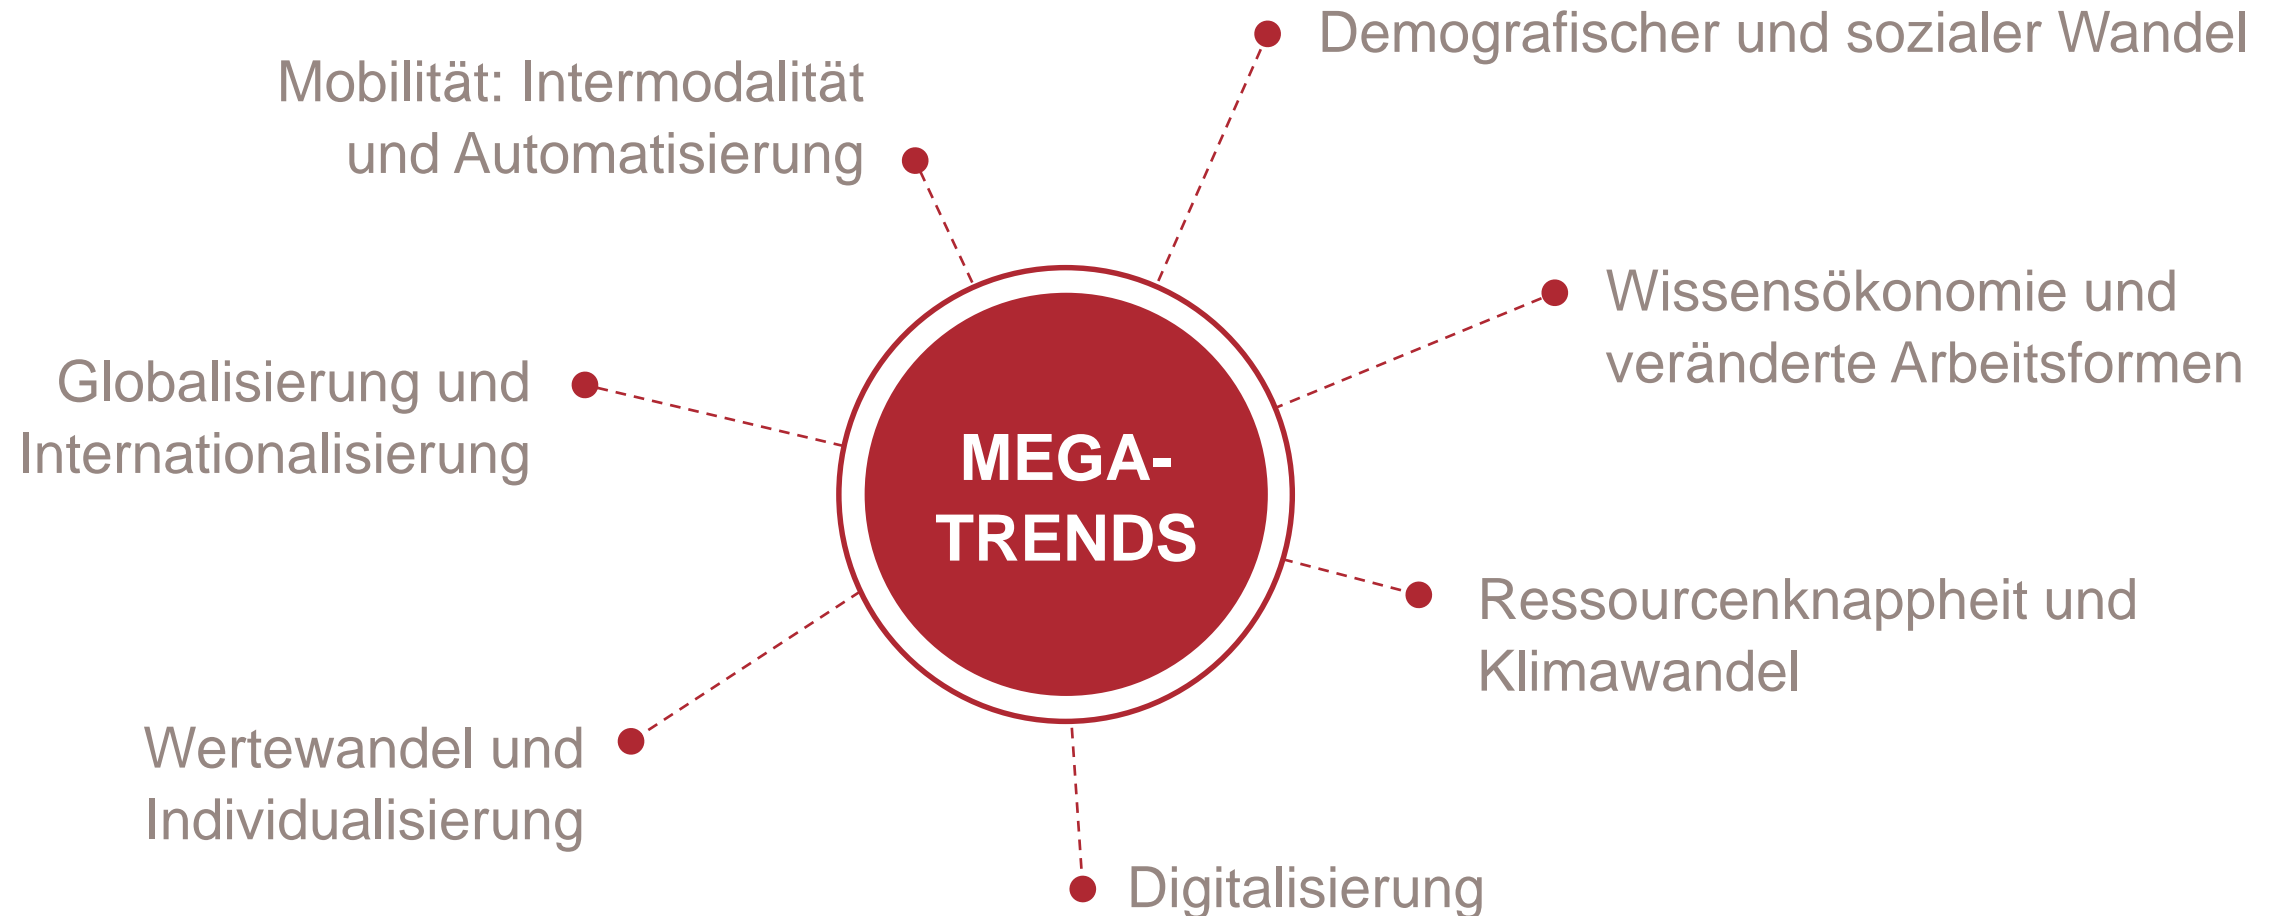 Demografischer und sozialer Wandel
Mobilität: Intermodalität
und Automatisierung
Wissensökonomie und
veränderte Arbeitsformen
Globalisierung und
Internationalisierung
MEGA-
TRENDS
Ressourcenknappheit und
Klimawandel
Wertewandel und
Individualisierung
Digitalisierung